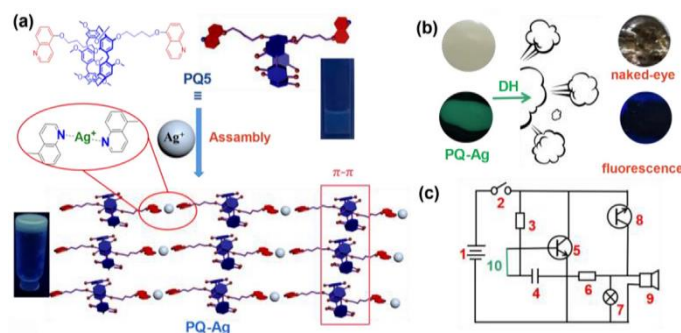 (a)
PQ5
≡
N
N
Ag⁺
Assambly
N···Ag⁺···N
π-π
PQ-Ag
(b)
DH
PQ-Ag
naked-eye
fluorescence
(c)
1
2
3
4
5
6
7
8
9
10